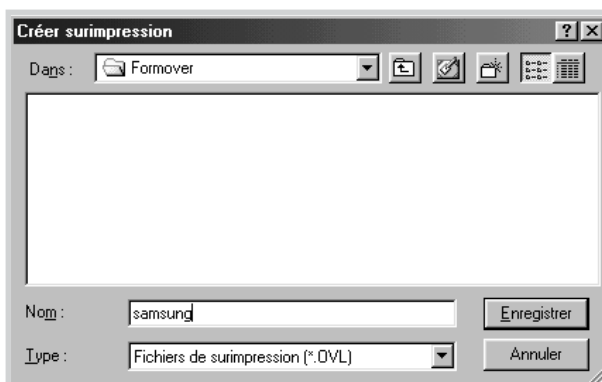 Créer surimpression
Dans : Formover
Nom : samsung Enregistrer
Type : Fichiers de surimpression (*.OVL) Annuler